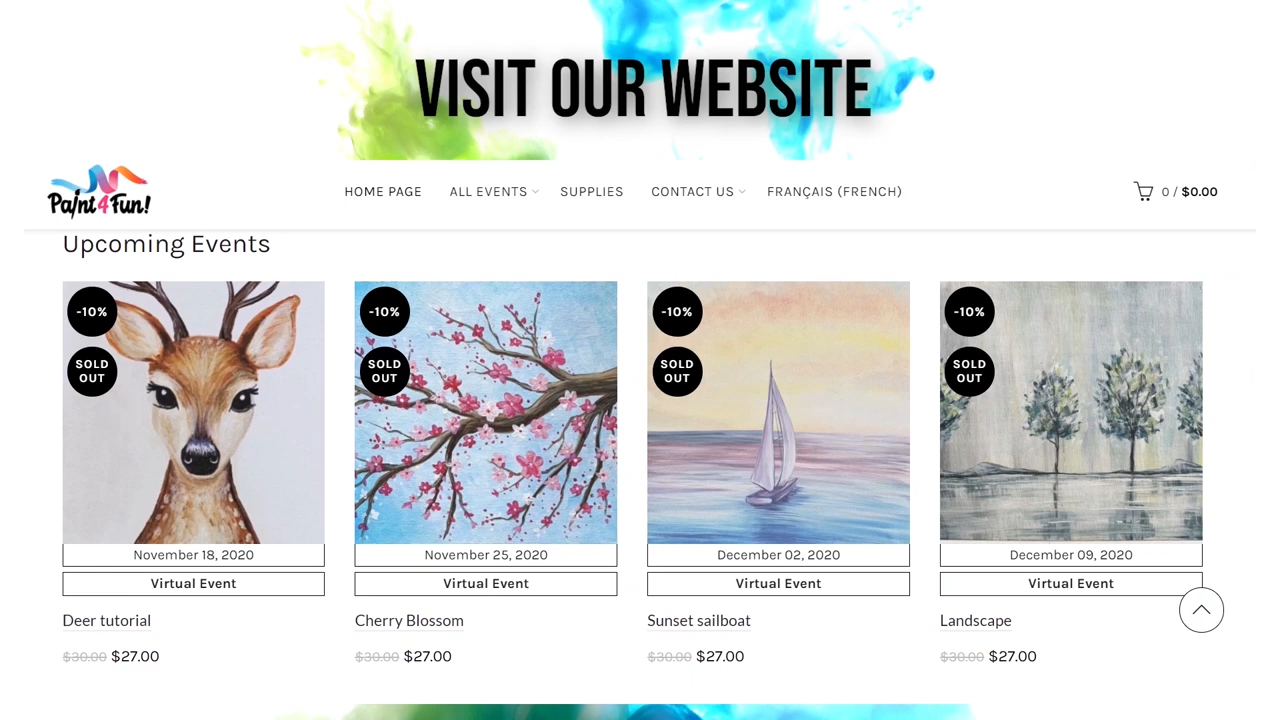 VISIT OUR WEBSITE
Paint4Fun!
HOME PAGE
ALL EVENTS
SUPPLIES
CONTACT US
FRANÇAIS (FRENCH)
0 / $0.00
Upcoming Events
-10%
SOLD
OUT
November 18, 2020
Virtual Event
Deer tutorial
$30.00 $27.00
-10%
SOLD
OUT
November 25, 2020
Virtual Event
Cherry Blossom
$30.00 $27.00
-10%
SOLD
OUT
December 02, 2020
Virtual Event
Sunset sailboat
$30.00 $27.00
-10%
SOLD
OUT
December 09, 2020
Virtual Event
Landscape
$30.00 $27.00